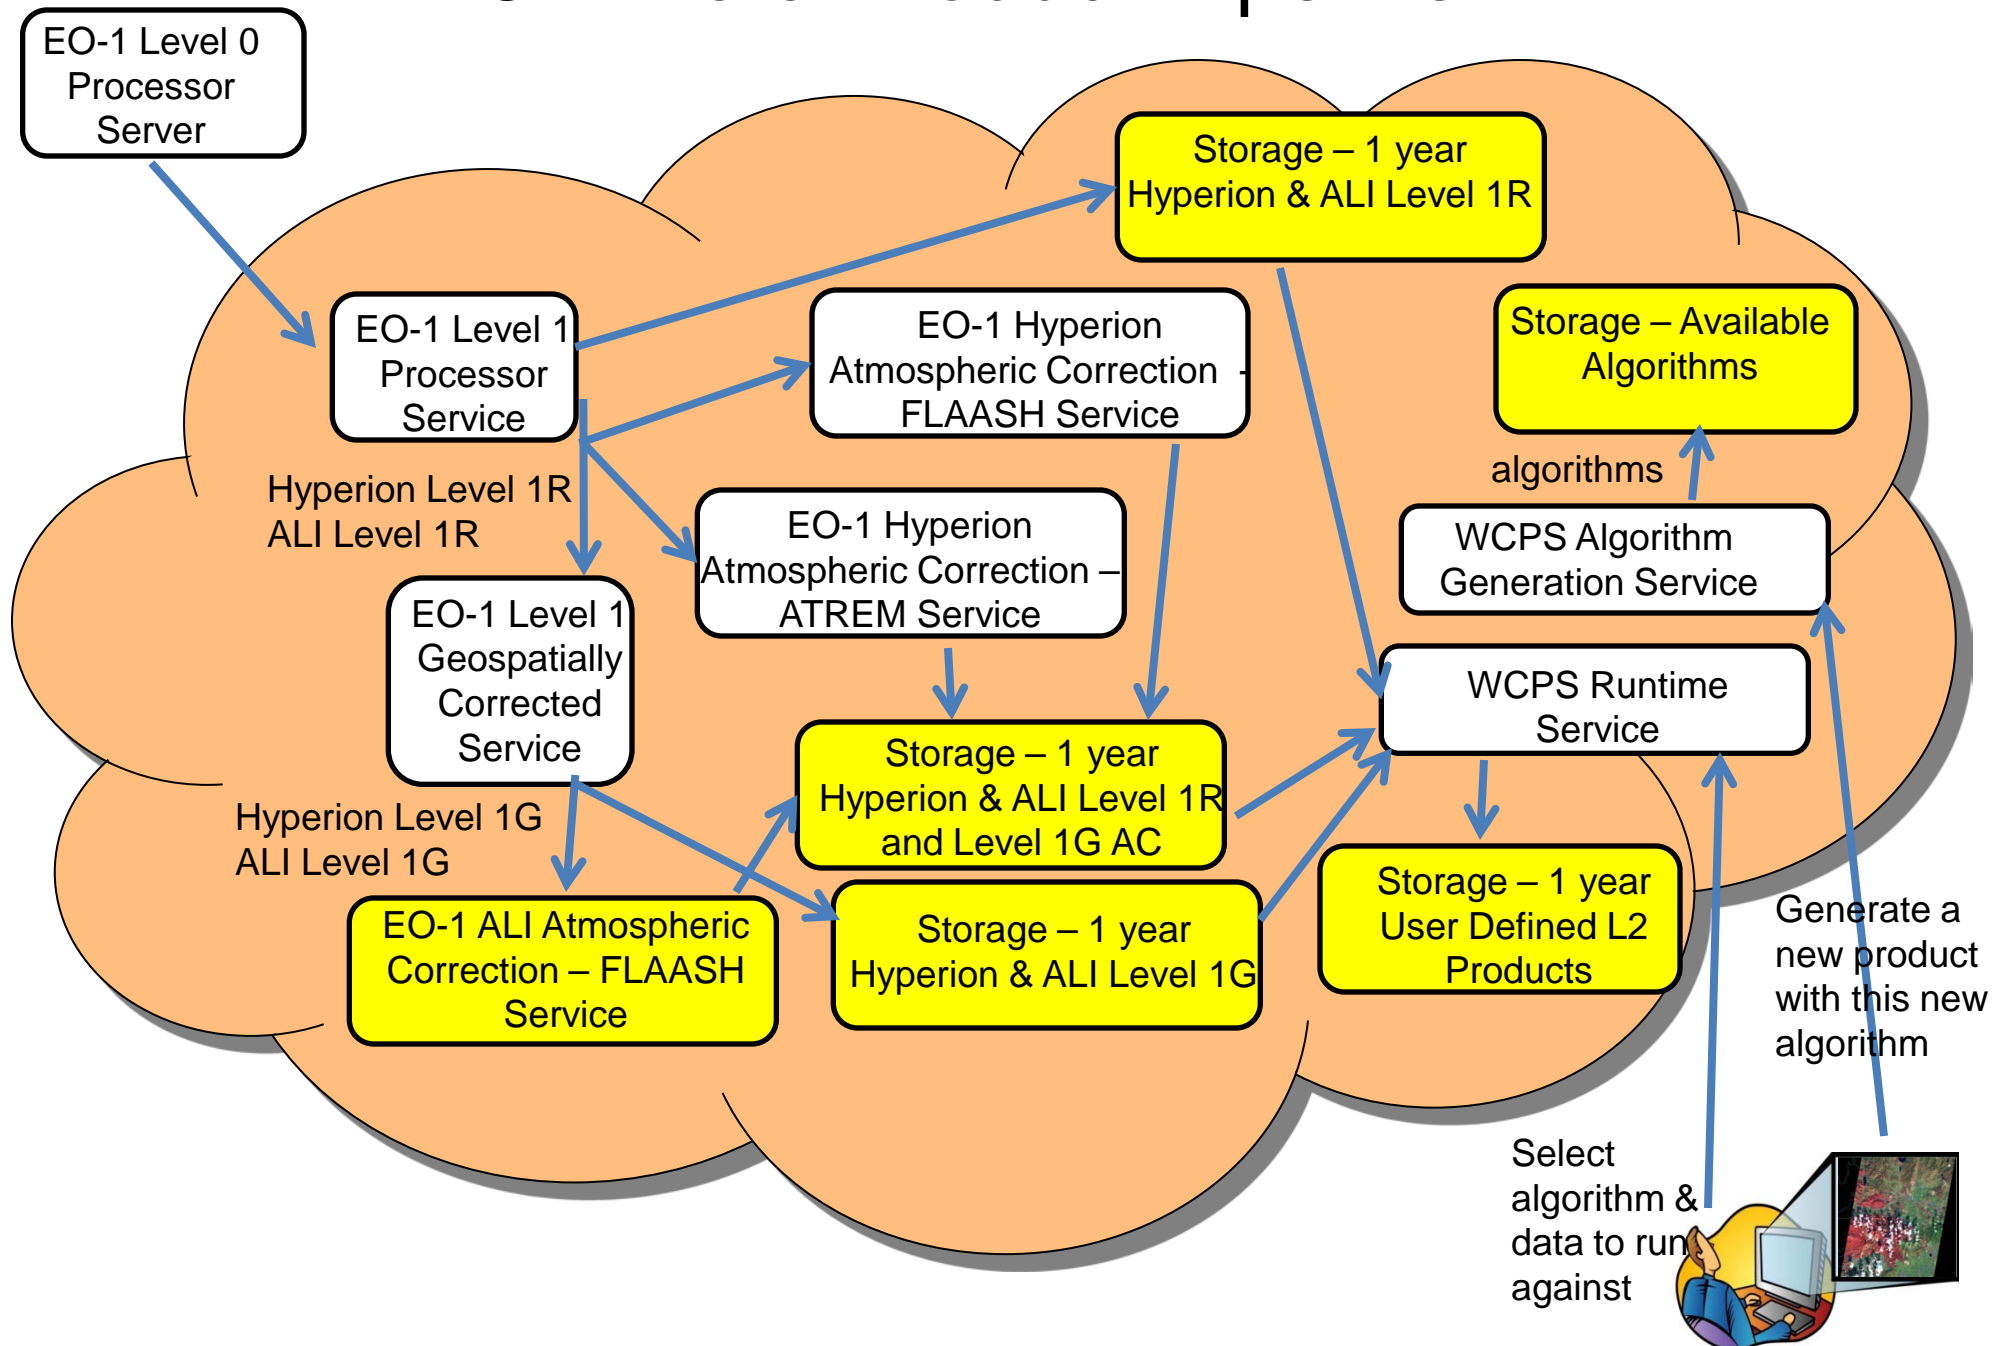 EO-1 Level 0
Processor
Server
Storage – 1 year
Hyperion & ALI Level 1R
EO-1 Level 1
Processor
Service
EO-1 Hyperion
Atmospheric Correction -
FLAASH Service
Storage – Available
Algorithms
algorithms
Hyperion Level 1R
ALI Level 1R
EO-1 Hyperion
Atmospheric Correction –
ATREM Service
WCPS Algorithm
Generation Service
EO-1 Level 1
Geospatially
Corrected
Service
WCPS Runtime
Service
Storage – 1 year
Hyperion & ALI Level 1R
and Level 1G AC
Hyperion Level 1G
ALI Level 1G
EO-1 ALI Atmospheric
Correction – FLAASH
Service
Storage – 1 year
Hyperion & ALI Level 1G
Storage – 1 year
User Defined L2
Products
Generate a
new product
with this new
algorithm
Select
algorithm &
data to run
against